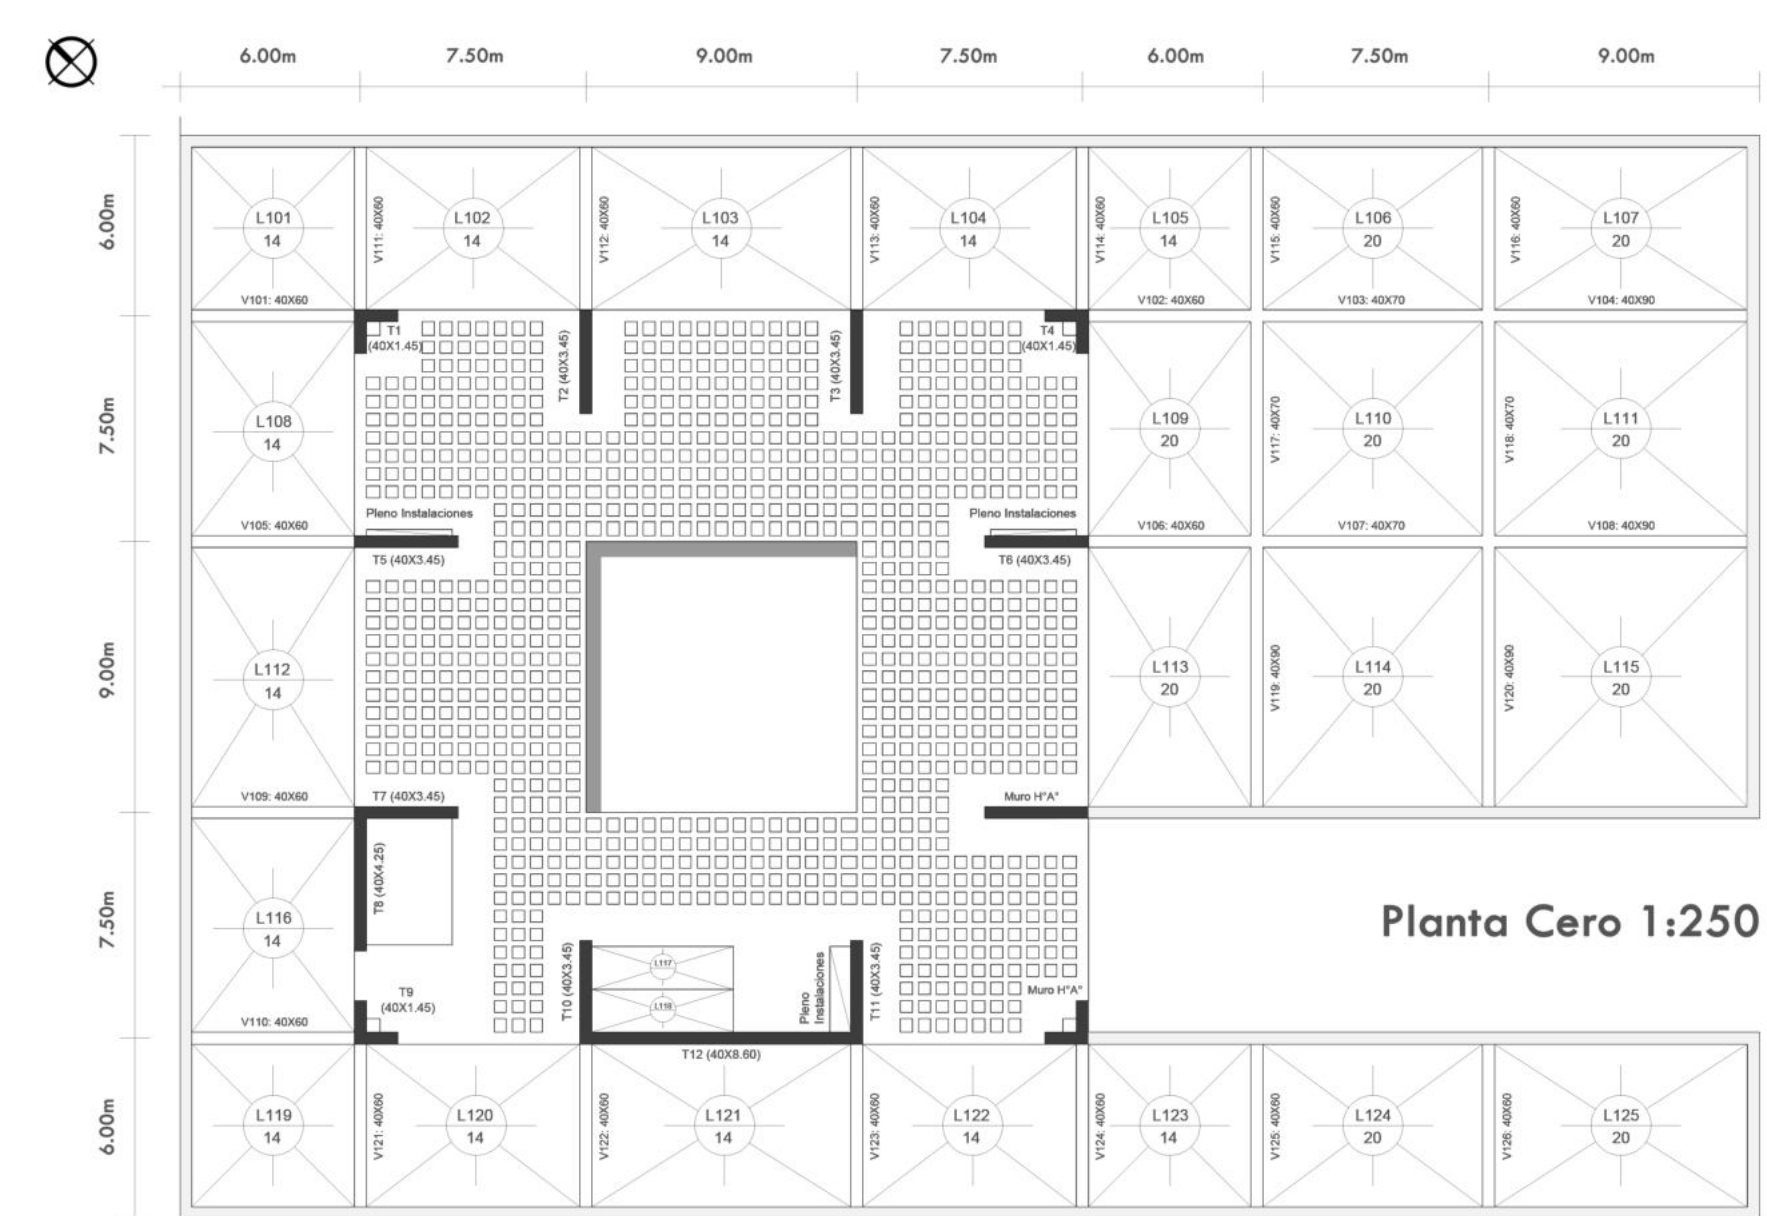 6.00m 7.50m 9.00m 7.50m 6.00m 7.50m 9.00m
6.00m
7.50m
9.00m
7.50m
6.00m
L101
14
V111: 40X60
L102
14
V112: 40X60
L103
14
V113: 40X60
L104
14
V114: 40X60
L105
14
V115: 40X60
L106
20
V116: 40X60
L107
20
V101: 40X60
V102: 40X60
V103: 40X70
V104: 40X90
T1
(40X1.45)
T2 (40X3.45)
T3 (40X3.45)
T4
(40X1.45)
L108
14
L109
20
V117: 40X70
L110
20
V118: 40X70
L111
20
Pleno Instalaciones
Pleno Instalaciones
V105: 40X60
V106: 40X60
V107: 40X70
V108: 40X90
T5 (40X3.45)
T6 (40X3.45)
L112
14
L113
20
V119: 40X90
L114
20
V120: 40X90
L115
20
V109: 40X60
T7 (40X3.45)
Muro H"A"
T8 (40X4.25)
L116
14
Planta Cero 1:250
T9
(40X1.45)
T10 (40X3.45)
L117
L118
Pleno
Instalaciones
T11 (40X3.45)
Muro H"A"
V110: 40X60
T12 (40X8.60)
L119
14
V121: 40X60
L120
14
V122: 40X60
L121
14
V123: 40X60
L122
14
V124: 40X60
L123
14
V125: 40X60
L124
20
V126: 40X60
L125
20